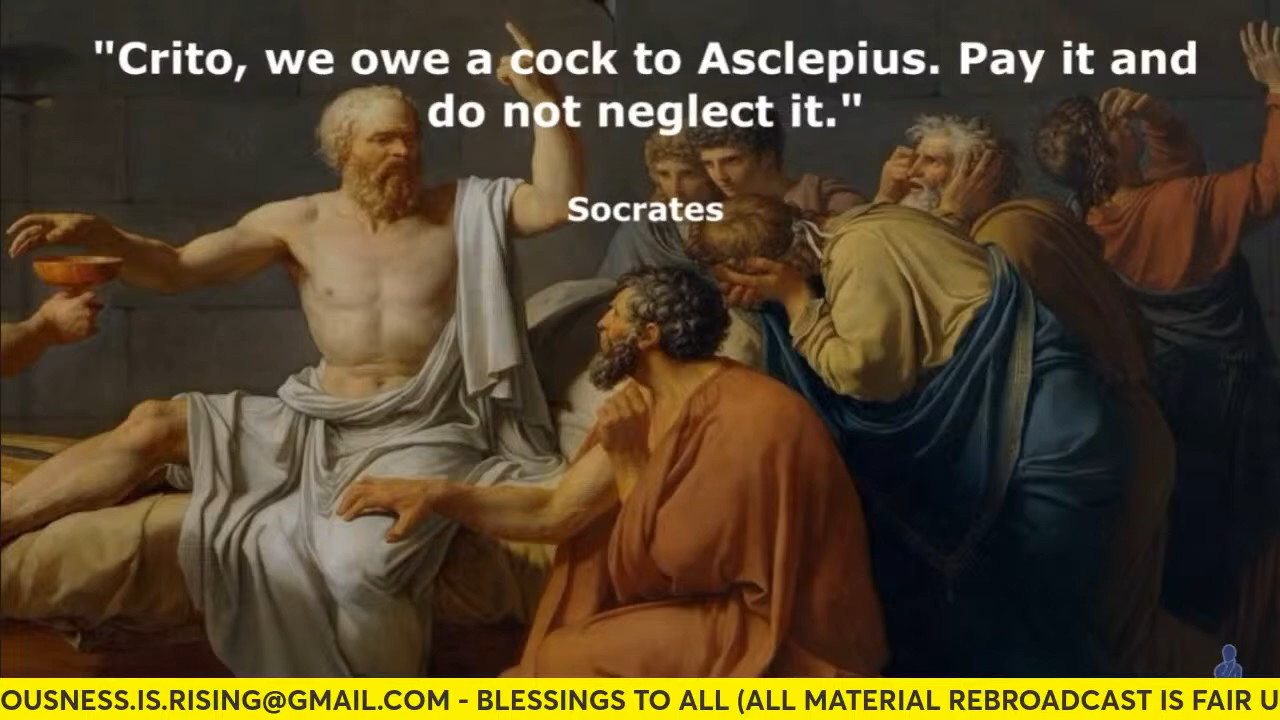 "Crito, we owe a cock to Asclepius. Pay it and
do not neglect it."
Socrates
OUSNESS.IS.RISING@GMAIL.COM - BLESSINGS TO ALL (ALL MATERIAL REBROADCAST IS FAIR U